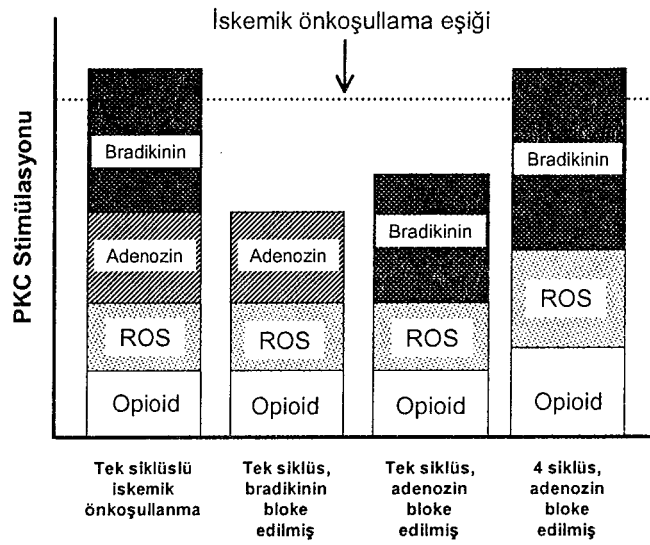 İskemik önkoşullama eşiği
PKC Stimülasyonu
Bradikinin
Adenozin
ROS
Opioid
Adenozin
ROS
Opioid
Bradikinin
ROS
Opioid
Bradikinin
ROS
Opioid
Tek siklüslü
iskemik
önkoşullanma
Tek siklüs,
bradikinin
bloke
edilmiş
Tek siklüs,
adenozin
bloke
edilmiş
4 siklüs,
adenozin
bloke
edilmiş